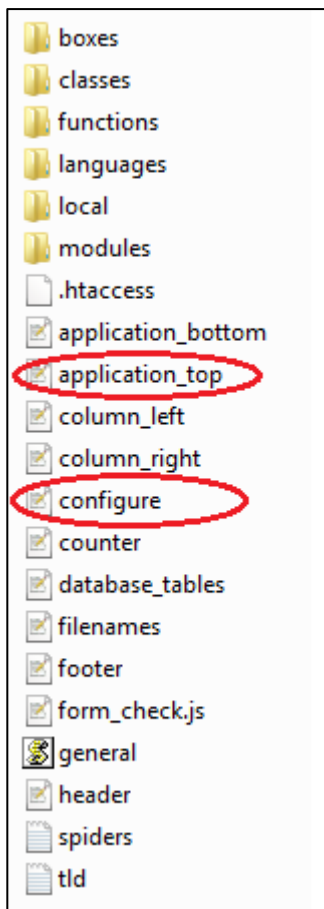 boxes
classes
functions
languages
local
modules
.htaccess
application_bottom
application_top
column_left
column_right
configure
counter
database_tables
filenames
footer
form_check.js
general
header
spiders
tld